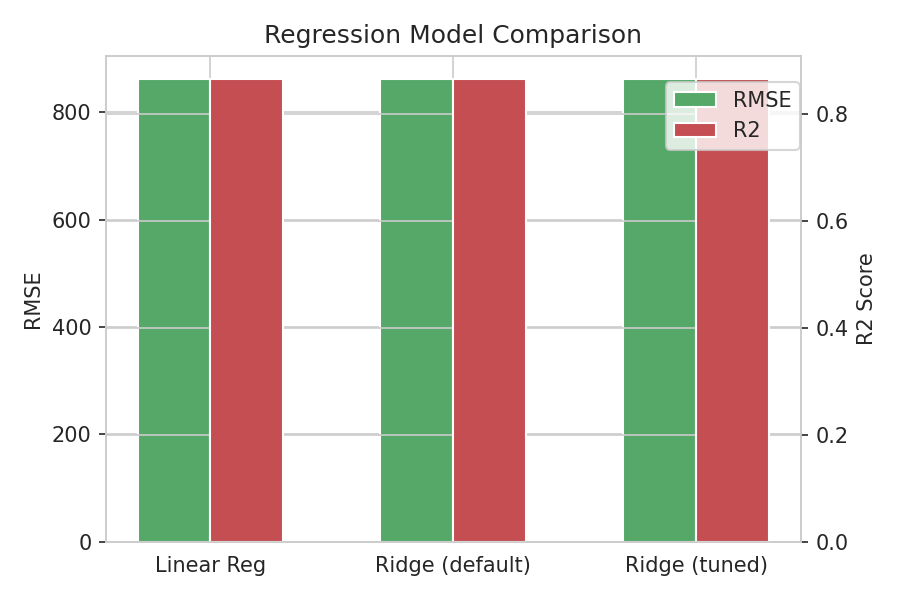 Regression Model Comparison
RMSE
R2
800
600
400
200
0
RMSE
0.8
0.6
0.4
0.2
0.0
R2 Score
Linear Reg
Ridge (default)
Ridge (tuned)